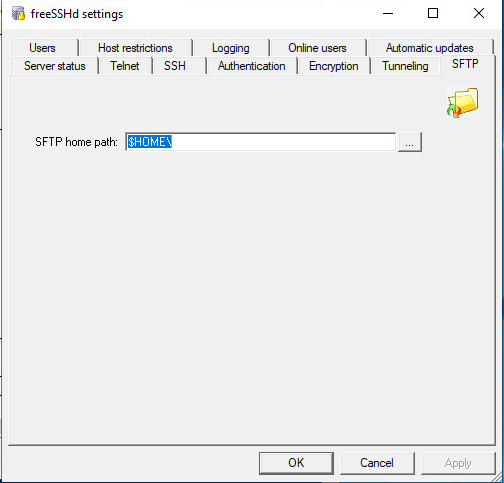 freeSSHd settings
Users Host restrictions Logging Online users Automatic updates
Server status Telnet SSH Authentication Encryption Tunneling SFTP
SFTP home path: $HOME\ ...
OK Cancel Apply